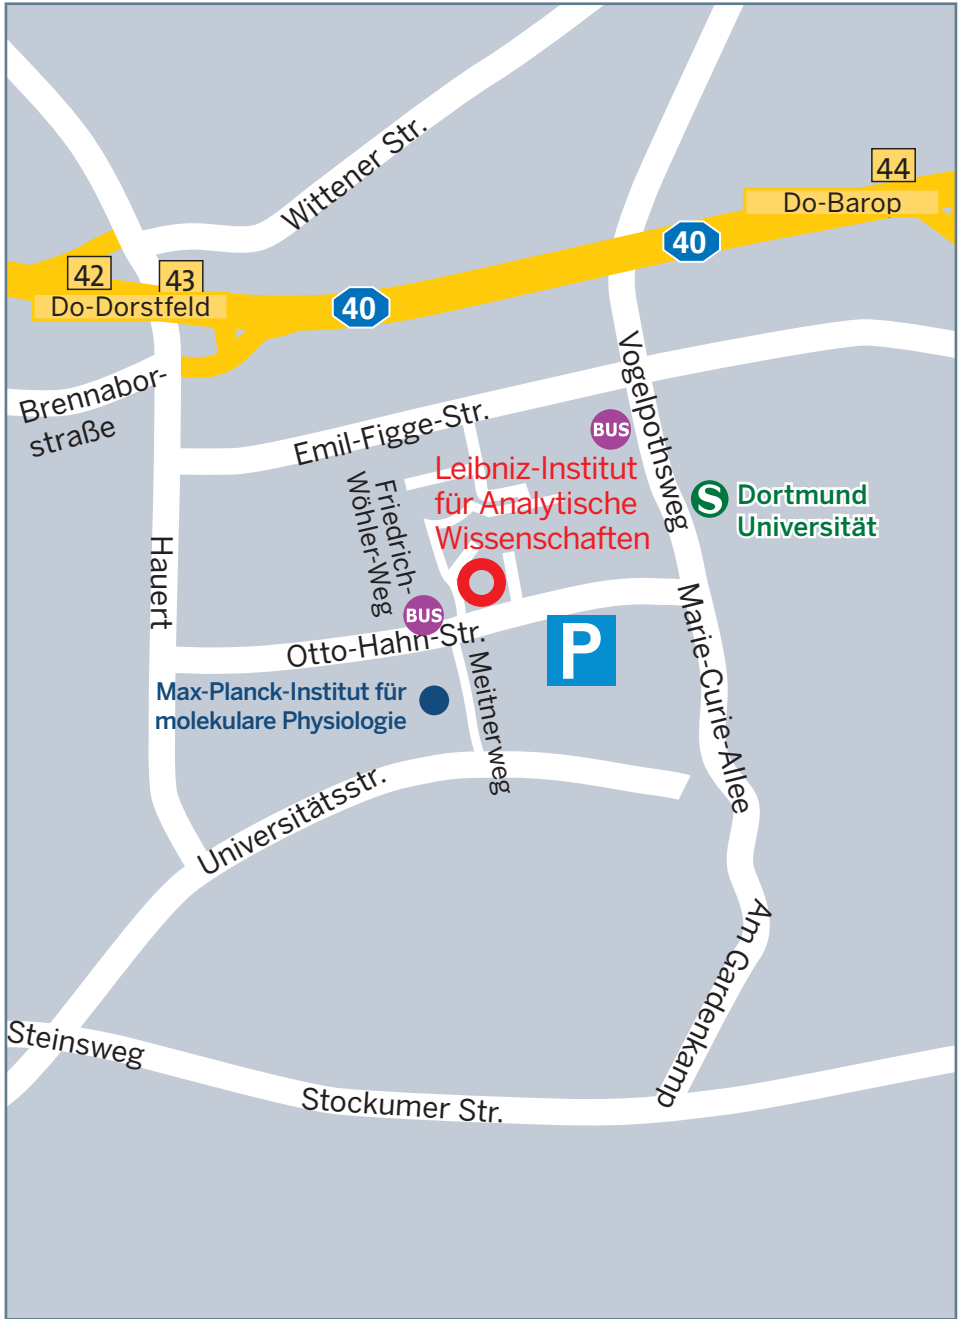 Wittener Str.
44
Do-Barop
40
42
43
Do-Dorstfeld
40
Brennabor-
straße
Emil-Figge-Str.
Vogelpothsweg
BUS
Leibniz-Institut
für Analytische
Wissenschaften
S
Dortmund
Universität
Friedrich-
Wöhler-Weg
Hauert
BUS
Otto-Hahn-Str.
P
Marie-Curie-Allee
Max-Planck-Institut für
molekulare Physiologie
Meitnerweg
Universitätsstr.
Am Gardenkamp
Steinsweg
Stockumer Str.